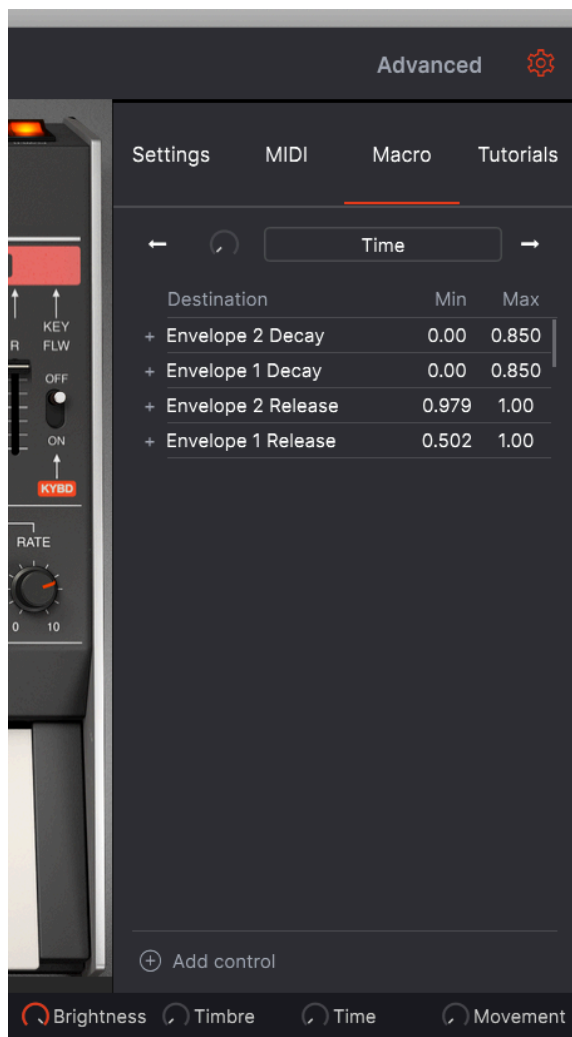 Advanced
Settings MIDI Macro Tutorials
Time
Destination Min Max
+ Envelope 2 Decay 0.00 0.850
+ Envelope 1 Decay 0.00 0.850
+ Envelope 2 Release 0.979 1.00
+ Envelope 1 Release 0.502 1.00
R KEY
FLW
OFF
ON
KYBD
RATE
0 10
Add control
Brightness Timbre Time Movement